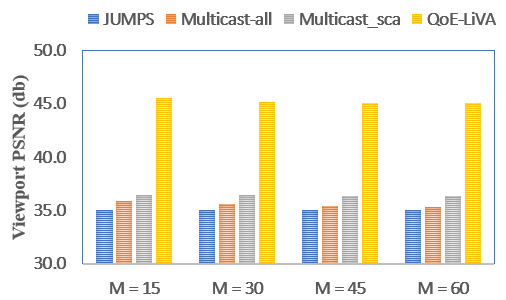 JUMPS Multicast-all Multicast_sca QoE-LiVA
Viewport PSNR (db)
50.0
45.0
40.0
35.0
30.0
M = 15 M = 30 M = 45 M = 60